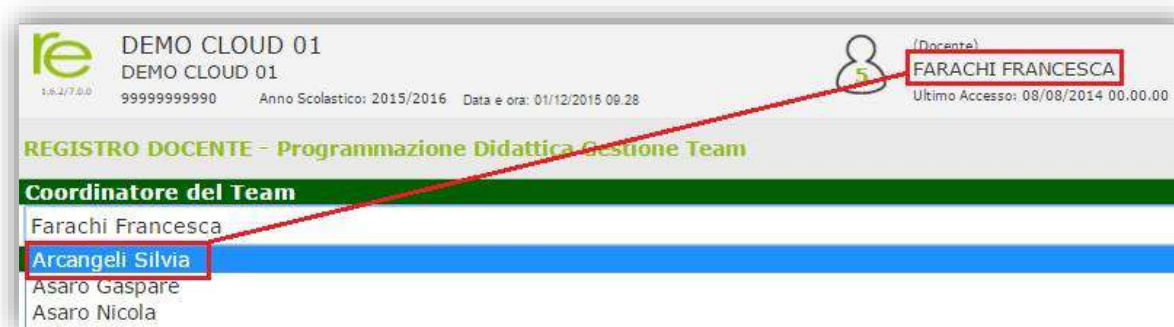 re
1.6.2/7.0.0
DEMO CLOUD 01
DEMO CLOUD 01
99999999990 Anno Scolastico: 2015/2016 Data e ora: 01/12/2015 09.28
5
(Docente)
FARACHI FRANCESCA
Ultimo Accesso: 08/08/2014 00.00.00
REGISTRO DOCENTE - Programmazione Didattica Gestione Team
Coordinatore del Team
Farachi Francesca
Arcangeli Silvia
Asaro Gaspare
Asaro Nicola